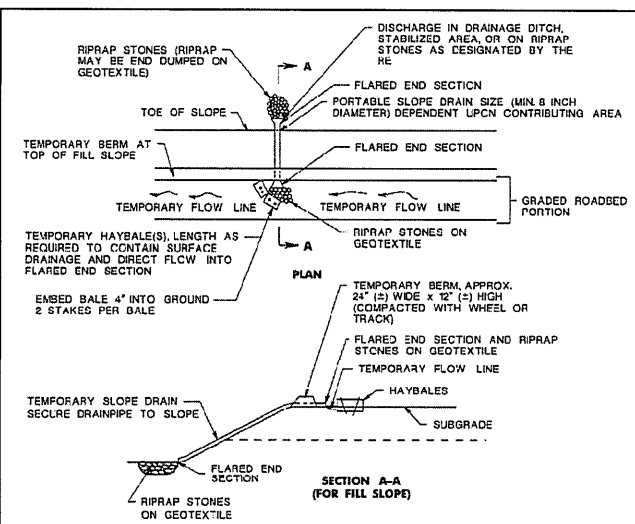 DISCHARGE IN DRAINAGE DITCH,
STABILIZED AREA, OR ON RIPRAP
STONES AS DESIGNATED BY THE
RE
RIPRAP STONES (RIPRAP
MAY BE END DUMPED ON
GEOTEXTILE)
A
FLARED END SECTION
PORTABLE SLOPE DRAIN SIZE (MIN. 8 INCH
DIAMETER) DEPENDENT UPON CONTRIBUTING AREA
TOE OF SLOPE
FLARED END SECTION
TEMPORARY BERM AT
TOP OF FILL SLOPE
TEMPORARY FLOW LINE
TEMPORARY FLOW LINE
GRADED ROADBED
PORTION
RIPRAP STONES ON
GEOTEXTILE
TEMPORARY HAYBALE(S), LENGTH AS
REQUIRED TO CONTAIN SURFACE
DRAINAGE AND DIRECT FLOW INTO
FLARED END SECTION
A
PLAN
EMBED BALE 4" INTO GROUND
2 STAKES PER BALE
TEMPORARY BERM, APPROX.
24" (±) WIDE x 12" (±) HIGH
(COMPACTED WITH WHEEL OR
TRACK)
FLARED END SECTION AND RIPRAP
STONES ON GEOTEXTILE
TEMPORARY FLOW LINE
HAYBALES
SUBGRADE
TEMPORARY SLOPE DRAIN
SECURE DRAINPIPE TO SLOPE
FLARED END
SECTION
RIPRAP STONES
ON GEOTEXTILE
SECTION A-A
(FOR FILL SLOPE)